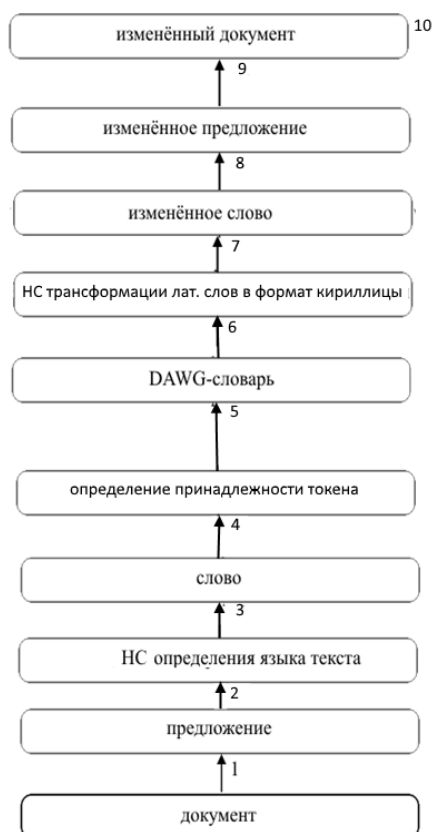 изменённый документ
10
9
изменённое предложение
8
изменённое слово
7
НС трансформации лат. слов в формат кириллицы
6
DAWG-словарь
5
определение принадлежности токена
4
слово
3
НС определения языка текста
2
предложение
1
документ